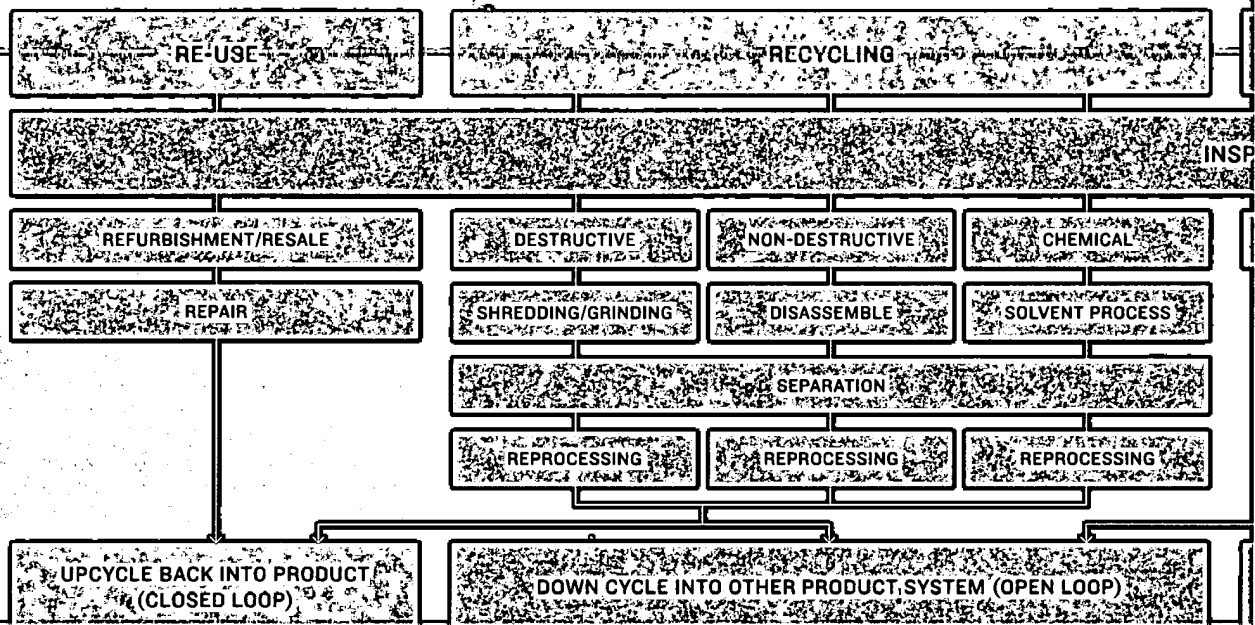 RE-USE
RECYCLING
INSP
REFURBISHMENT/RESALE
DESTRUCTIVE
NON-DESTRUCTIVE
CHEMICAL
REPAIR
SHREDDING/GRINDING
DISASSEMBLE
SOLVENT PROCESS
SEPARATION
REPROCESSING
REPROCESSING
REPROCESSING
UPCYCLE BACK INTO PRODUCT
(CLOSED LOOP)
DOWN CYCLE INTO OTHER PRODUCT SYSTEM (OPEN LOOP)